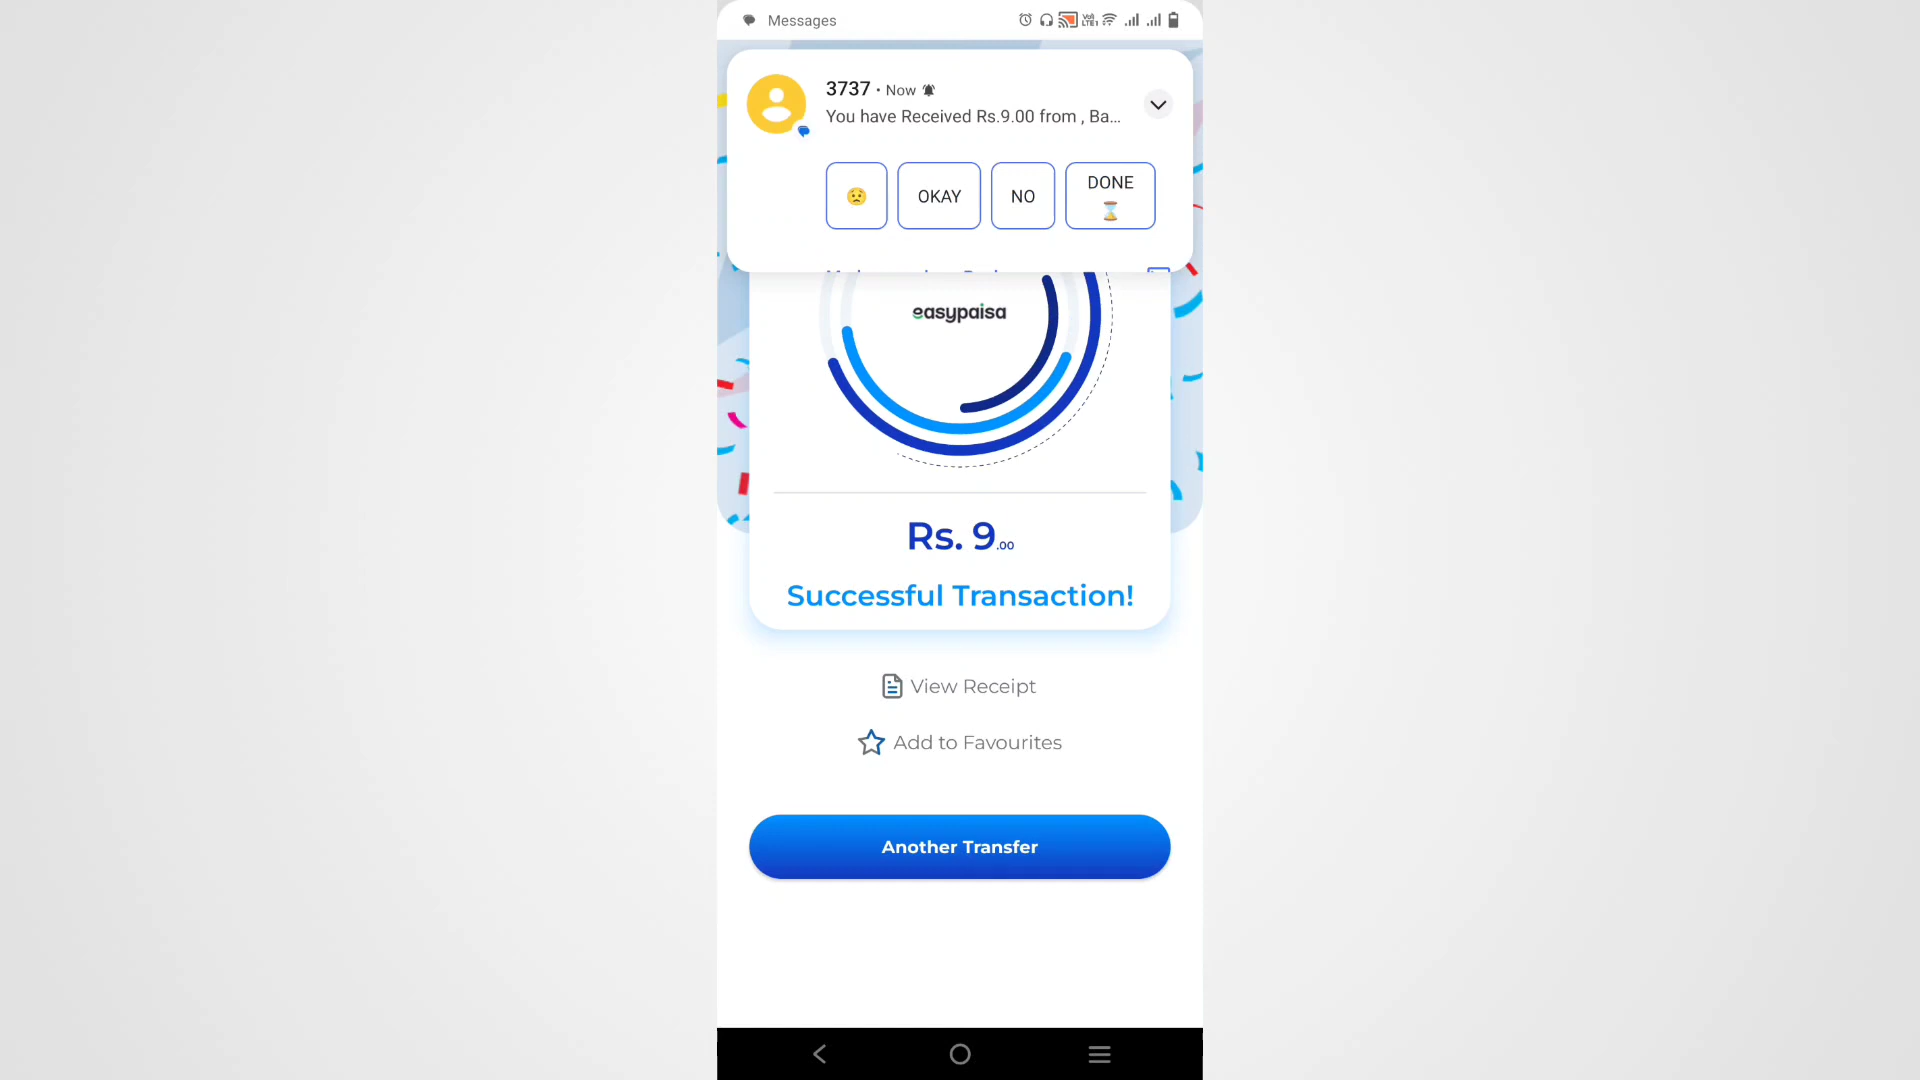 Messages
3737 • Now
You have Received Rs.9.00 from , Ba...
OKAY
NO
DONE
easypaisa
Rs. 9.00
Successful Transaction!
View Receipt
Add to Favourites
Another Transfer